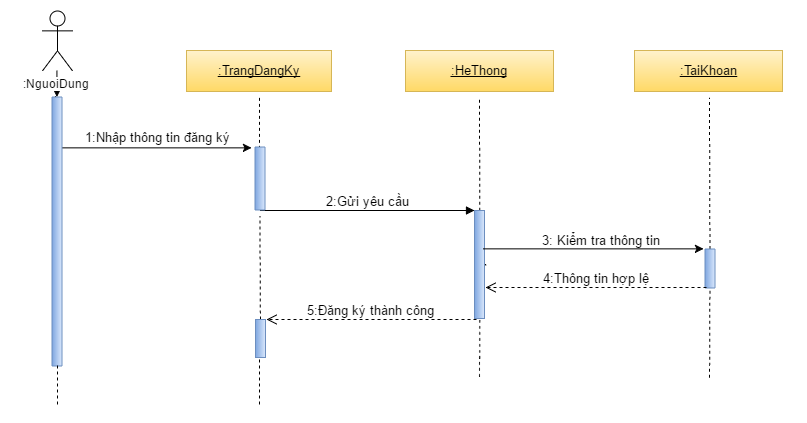 :NguoiDung
:TrangDangKy
:HeThong
:TaiKhoan
1:Nhập thông tin đăng ký
2:Gửi yêu cầu
3: Kiểm tra thông tin
4:Thông tin hợp lệ
5:Đăng ký thành công